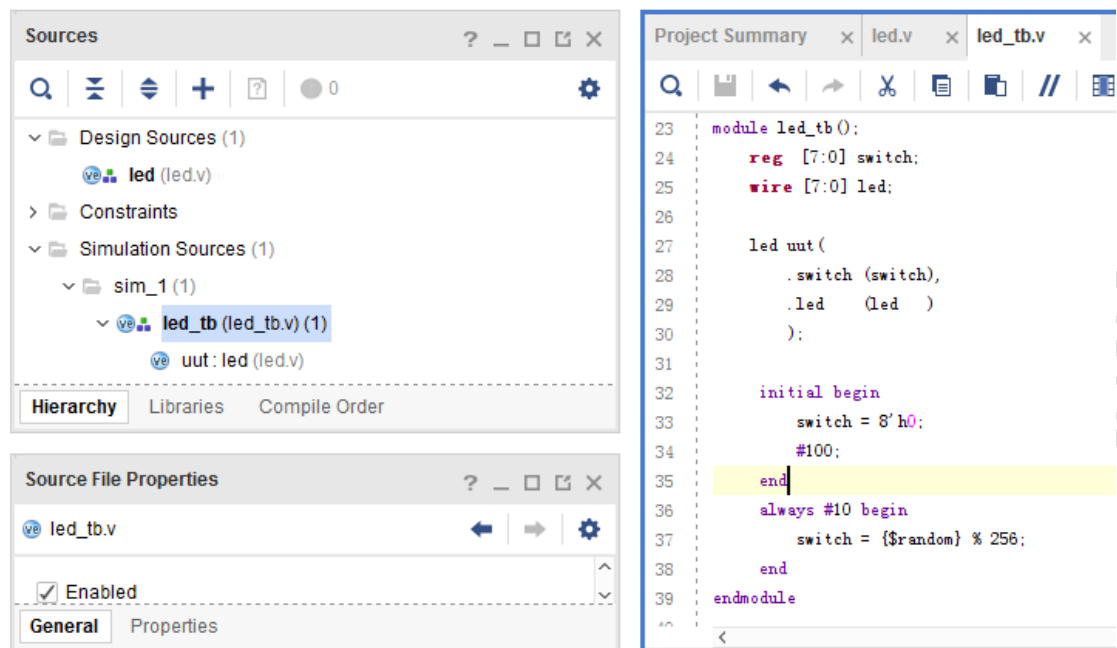 Sources
? 0
Design Sources (1)
ve led (led.v)
Constraints
Simulation Sources (1)
sim_1 (1)
ve led_tb (led_tb.v) (1)
ve uut : led (led.v)
Hierarchy Libraries Compile Order
Source File Properties
ve led_tb.v
Enabled
General Properties
Project Summary led.v led_tb.v
23 module led_tb();
24 reg [7:0] switch;
25 wire [7:0] led;
26
27 led uut(
28 .switch (switch),
29 .led (led )
30 );
31
32 initial begin
33 switch = 8'h0;
34 #100;
35 end
36 always #10 begin
37 switch = {$random} % 256;
38 end
39 endmodule